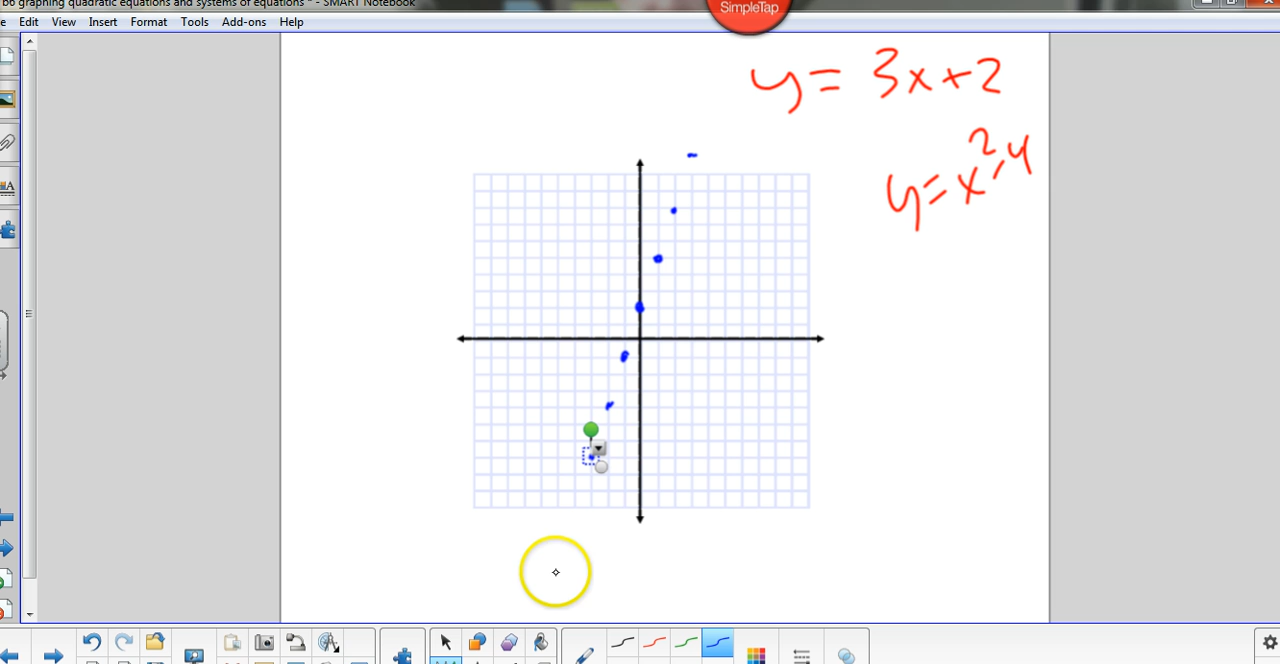 b6 graphing quadratic equations and systems of equations * - SMART Notebook
SimpleTap
Edit View Insert Format Tools Add-ons Help
y = 3x+2
y=x²-4